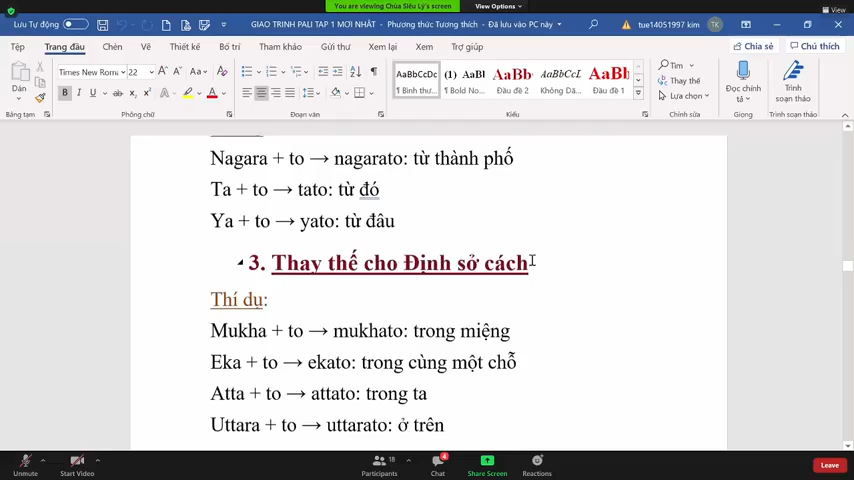 You are viewing Chùa Siêu Lý's screen
View Options
View
Lưu Tự động
GIAO TRINH PALI TAP 1 MOI NHAT - Phương thức Tương thích - Đã lưu vào PC này
tue14051997 kim
TK
Tệp
Trang đầu
Chèn
Vẽ
Thiết kế
Bố trí
Tham khảo
Gửi thư
Xem lại
Xem
Trợ giúp
Chia sẻ
Chú thích
Dán
Times New Roma
22
AaBbCcDc
(1) AaBl
AaBb
AaBbCcL
AaBb
¶ Bình thư...
¶ Bold No...
Đầu đề 2
Không Dã...
Đầu đề 1
Tìm
Thay thế
Lựa chọn
Đọc chính tả
Trình soạn thảo
Bảng tạm
Phông chữ
Đoạn văn
Kiểu
Chỉnh sửa
Giọng nói
Trình soạn thảo
Nagara + to → nagarato: từ thành phố
Ta + to → tato: từ đó
Ya + to → yato: từ đâu
3. Thay thế cho Định sở cách
Thí dụ:
Mukha + to → mukhato: trong miệng
Eka + to → ekato: trong cùng một chỗ
Atta + to → attato: trong ta
Uttara + to → uttarato: ở trên
Unmute
Start Video
18
Participants
4
Chat
Share Screen
Reactions
Leave